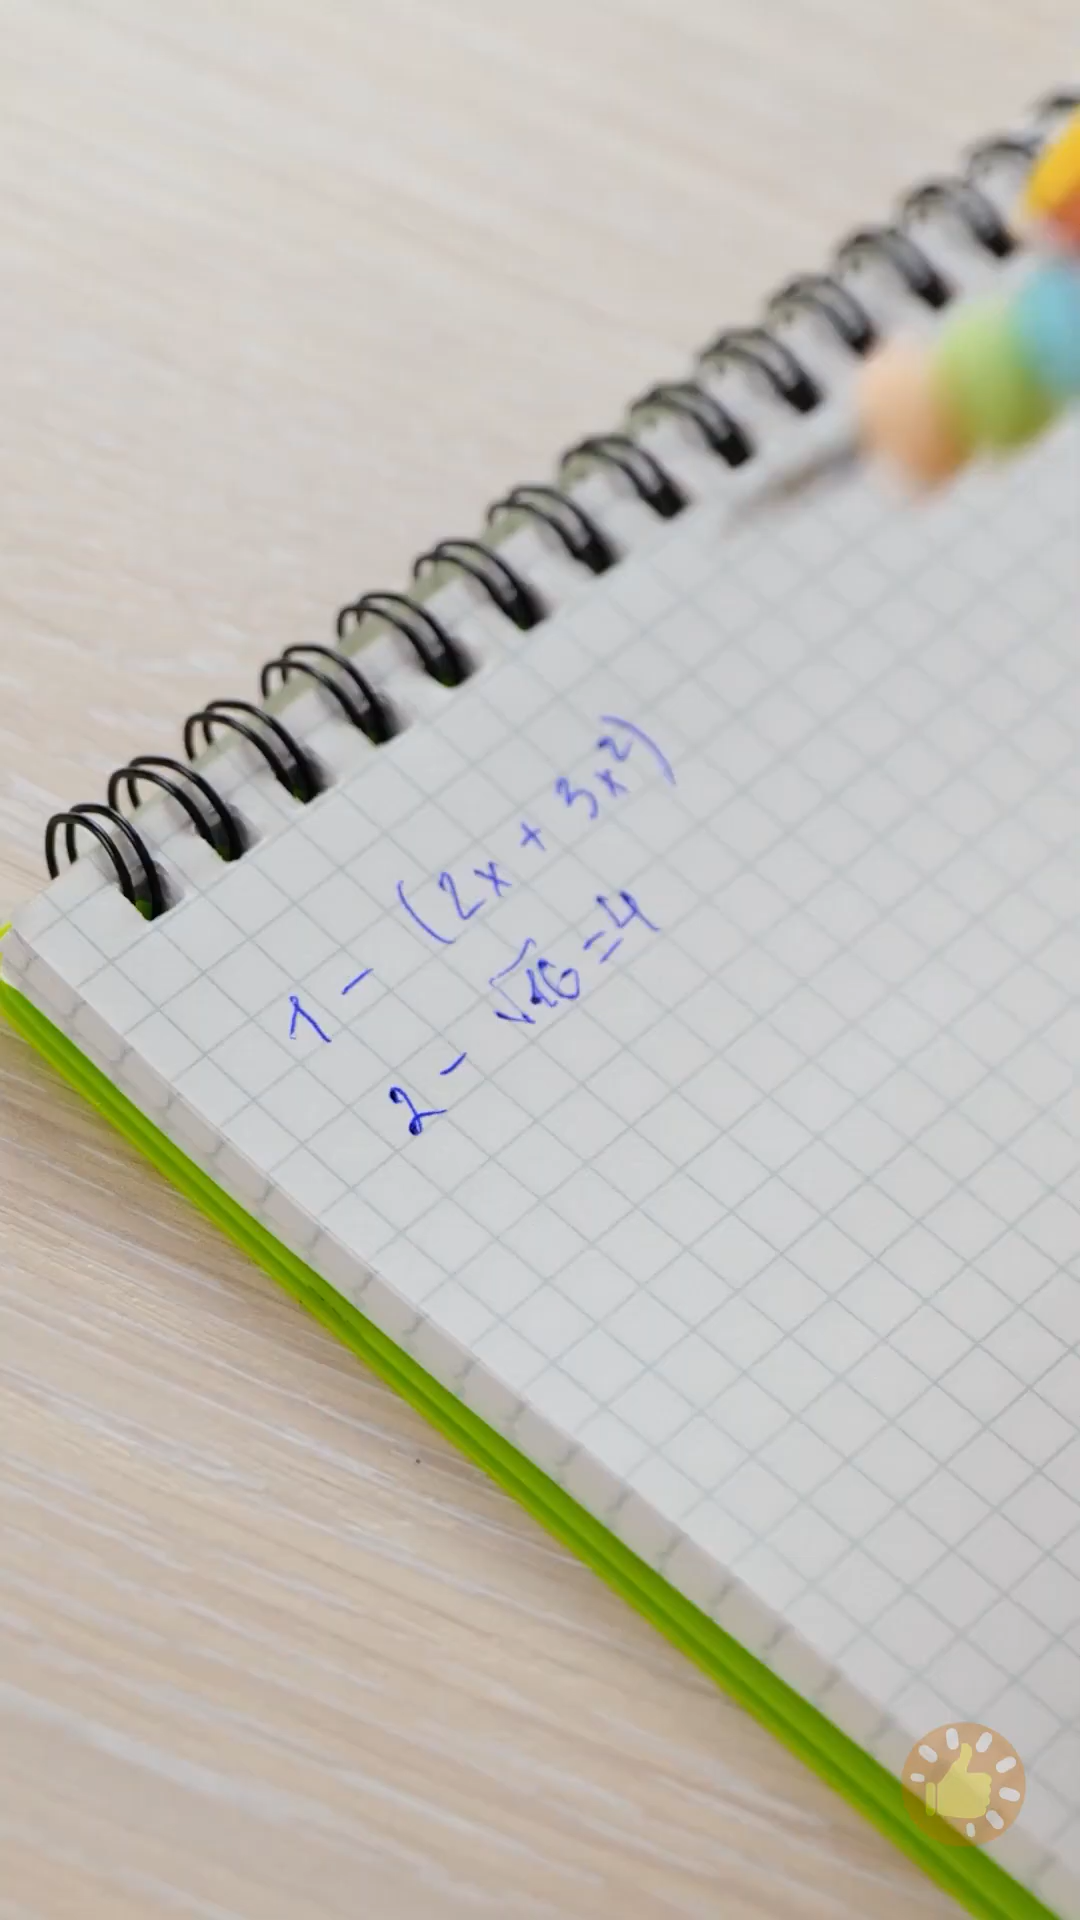 1 - (2x + 3x²)
2 - √16 = 4